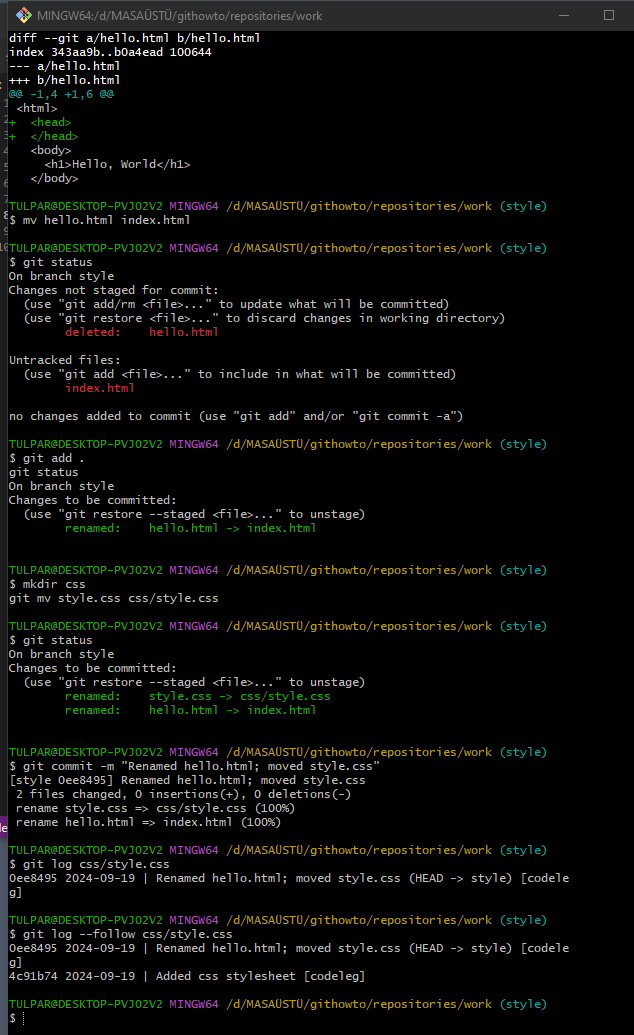 MINGW64:/d/MASAÜSTÜ/githowto/repositories/work
diff --git a/hello.html b/hello.html
index 343aa9b..b0a4ead 100644
--- a/hello.html
+++ b/hello.html
@@ -1,4 +1,6 @@
 <html>
+  <head>
+  </head>
   <body>
     <h1>Hello, World</h1>
   </body>
TULPAR@DESKTOP-PVJO2V2 MINGW64 /d/MASAÜSTÜ/githowto/repositories/work (style)
$ mv hello.html index.html
TULPAR@DESKTOP-PVJO2V2 MINGW64 /d/MASAÜSTÜ/githowto/repositories/work (style)
$ git status
On branch style
Changes not staged for commit:
  (use "git add/rm <file>..." to update what will be committed)
  (use "git restore <file>..." to discard changes in working directory)
        deleted:    hello.html
Untracked files:
  (use "git add <file>..." to include in what will be committed)
        index.html
no changes added to commit (use "git add" and/or "git commit -a")
TULPAR@DESKTOP-PVJO2V2 MINGW64 /d/MASAÜSTÜ/githowto/repositories/work (style)
$ git add .
git status
On branch style
Changes to be committed:
  (use "git restore --staged <file>..." to unstage)
        renamed:    hello.html -> index.html
TULPAR@DESKTOP-PVJO2V2 MINGW64 /d/MASAÜSTÜ/githowto/repositories/work (style)
$ mkdir css
git mv style.css css/style.css
TULPAR@DESKTOP-PVJO2V2 MINGW64 /d/MASAÜSTÜ/githowto/repositories/work (style)
$ git status
On branch style
Changes to be committed:
  (use "git restore --staged <file>..." to unstage)
        renamed:    style.css -> css/style.css
        renamed:    hello.html -> index.html
TULPAR@DESKTOP-PVJO2V2 MINGW64 /d/MASAÜSTÜ/githowto/repositories/work (style)
$ git commit -m "Renamed hello.html; moved style.css"
[style 0ee8495] Renamed hello.html; moved style.css
 2 files changed, 0 insertions(+), 0 deletions(-)
 rename style.css => css/style.css (100%)
 rename hello.html => index.html (100%)
TULPAR@DESKTOP-PVJO2V2 MINGW64 /d/MASAÜSTÜ/githowto/repositories/work (style)
$ git log css/style.css
0ee8495 2024-09-19 | Renamed hello.html; moved style.css (HEAD -> style) [codele
g]
TULPAR@DESKTOP-PVJO2V2 MINGW64 /d/MASAÜSTÜ/githowto/repositories/work (style)
$ git log --follow css/style.css
0ee8495 2024-09-19 | Renamed hello.html; moved style.css (HEAD -> style) [codele
g]
4c91b74 2024-09-19 | Added css stylesheet [codeleg]
TULPAR@DESKTOP-PVJO2V2 MINGW64 /d/MASAÜSTÜ/githowto/repositories/work (style)
$